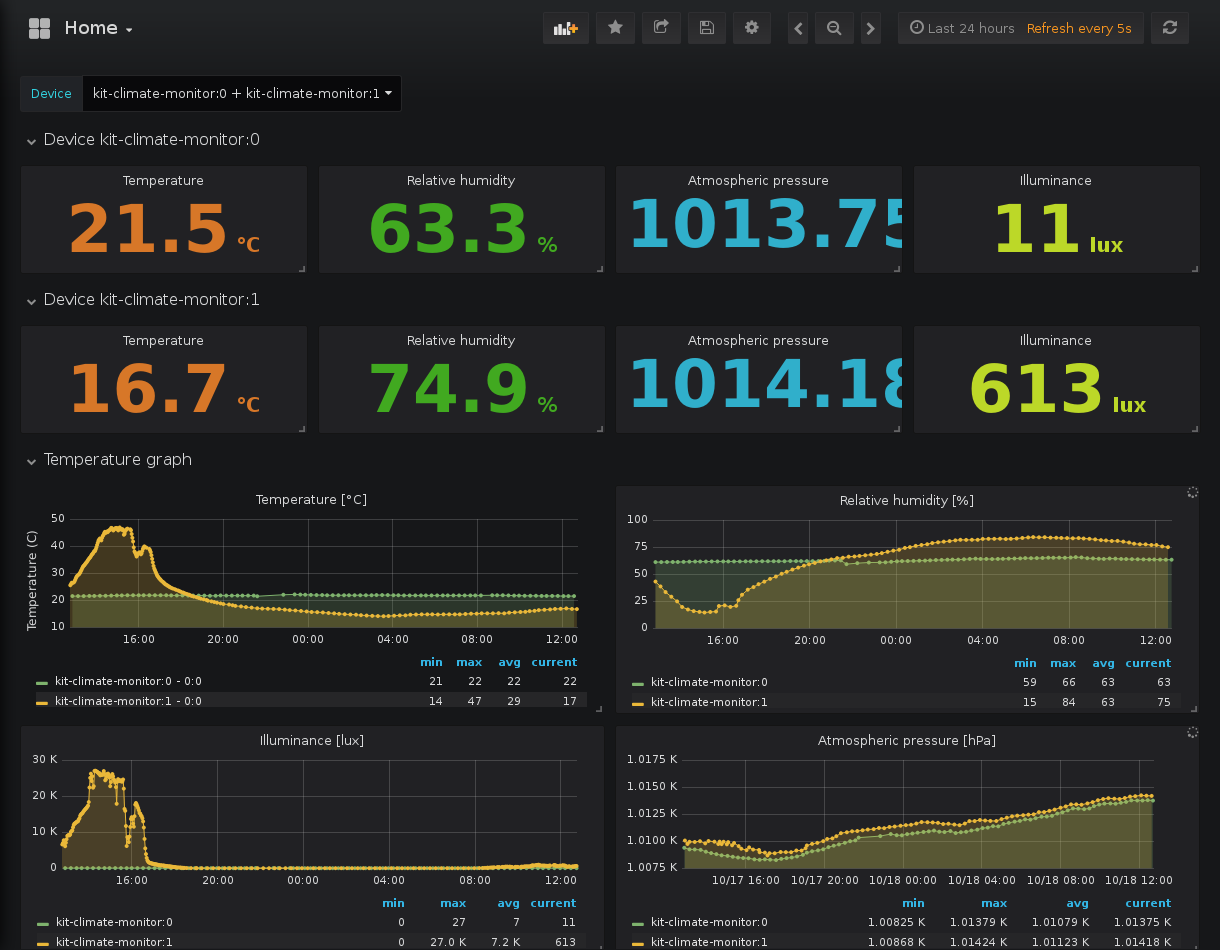 Home
Last 24 hours Refresh every 5s
Device kit-climate-monitor:0 + kit-climate-monitor:1
Device kit-climate-monitor:0
Temperature Relative humidity Atmospheric pressure Illuminance
21.5 °C 63.3 % 1013.75 11 lux
Device kit-climate-monitor:1
Temperature Relative humidity Atmospheric pressure Illuminance
16.7 °C 74.9 % 1014.18 613 lux
Temperature graph
Temperature [°C]
Temperature (C)
50
40
30
20
10
16:00 20:00 00:00 04:00 08:00 12:00
min max avg current
kit-climate-monitor:0 - 0:0 21 22 22 22
kit-climate-monitor:1 - 0:0 14 47 29 17
Relative humidity [%]
100
75
50
25
0
16:00 20:00 00:00 04:00 08:00 12:00
min max avg current
kit-climate-monitor:0 59 66 63 63
kit-climate-monitor:1 15 84 63 75
Illuminance [lux]
30 K
20 K
10 K
0
16:00 20:00 00:00 04:00 08:00 12:00
min max avg current
kit-climate-monitor:0 0 27 7 11
kit-climate-monitor:1 0 27.0 K 7.2 K 613
Atmospheric pressure [hPa]
1.0175 K
1.0150 K
1.0125 K
1.0100 K
1.0075 K
10/17 16:00 10/17 20:00 10/18 00:00 10/18 04:00 10/18 08:00 10/18 12:00
min max avg current
kit-climate-monitor:0 1.00825 K 1.01379 K 1.01079 K 1.01375 K
kit-climate-monitor:1 1.00868 K 1.01424 K 1.01123 K 1.01418 K